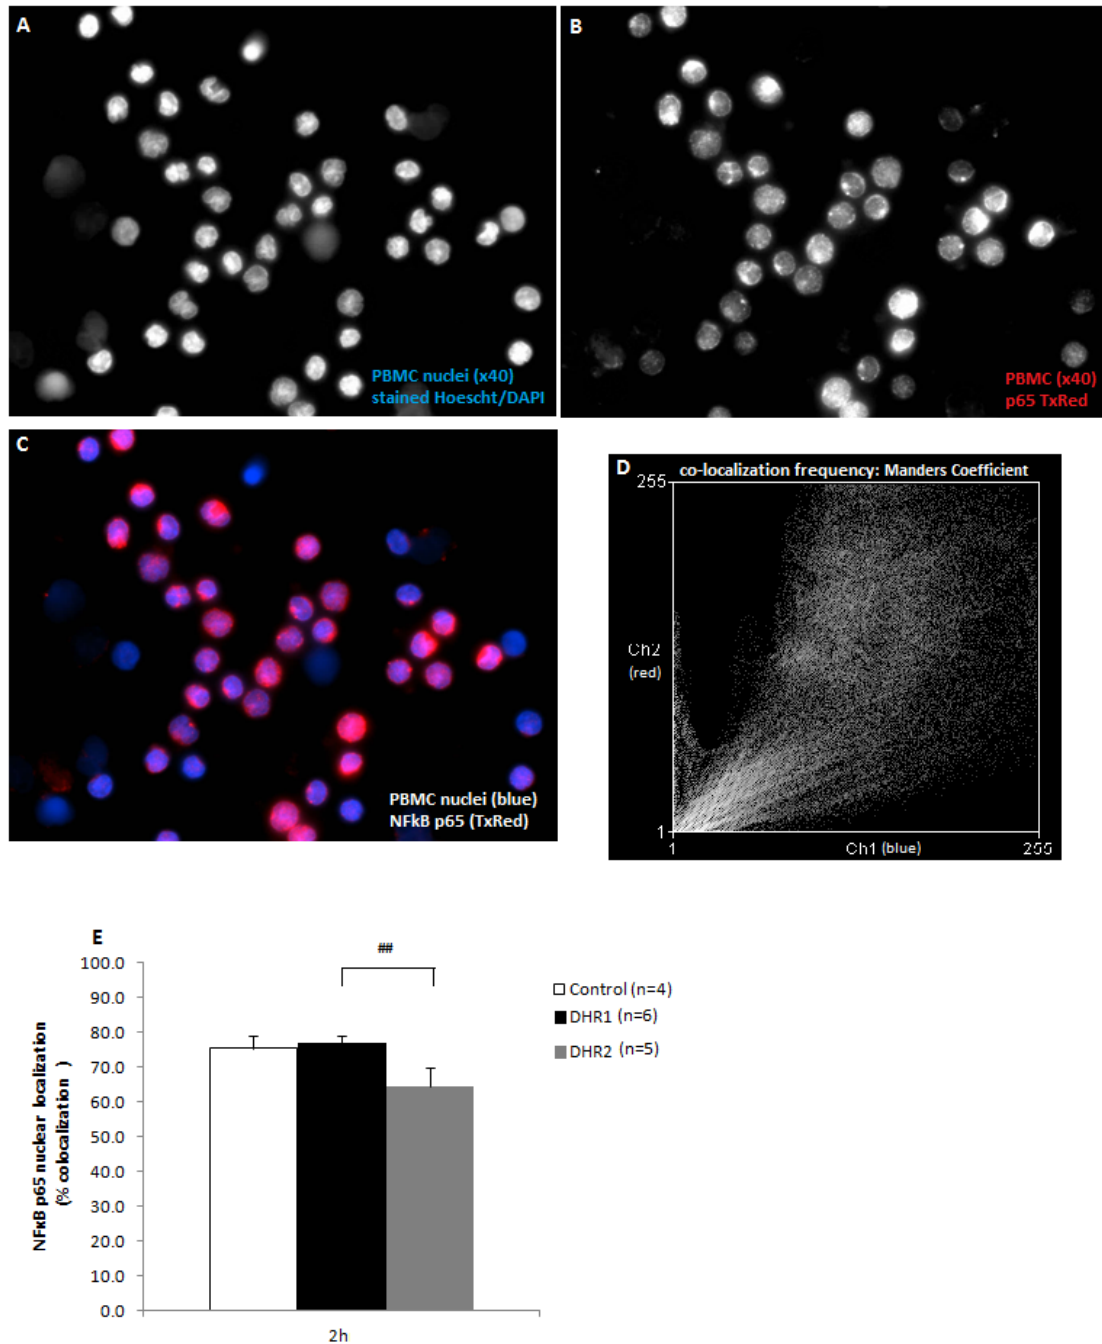 A
PBMC nuclei (x40)
stained Hoescht/DAPI
B
PBMC (x40)
p65 TxRed
C
PBMC nuclei (blue)
NFkB p65 (TxRed)
D
co-localization frequency: Manders Coefficient
255
Ch2
(red)
1
1
Ch1 (blue)
255
E
##
NFκB p65 nuclear localization
(% colocalization )
100.0
90.0
80.0
70.0
60.0
50.0
40.0
30.0
20.0
10.0
0.0
2h
Control (n=4)
DHR1 (n=6)
DHR2 (n=5)